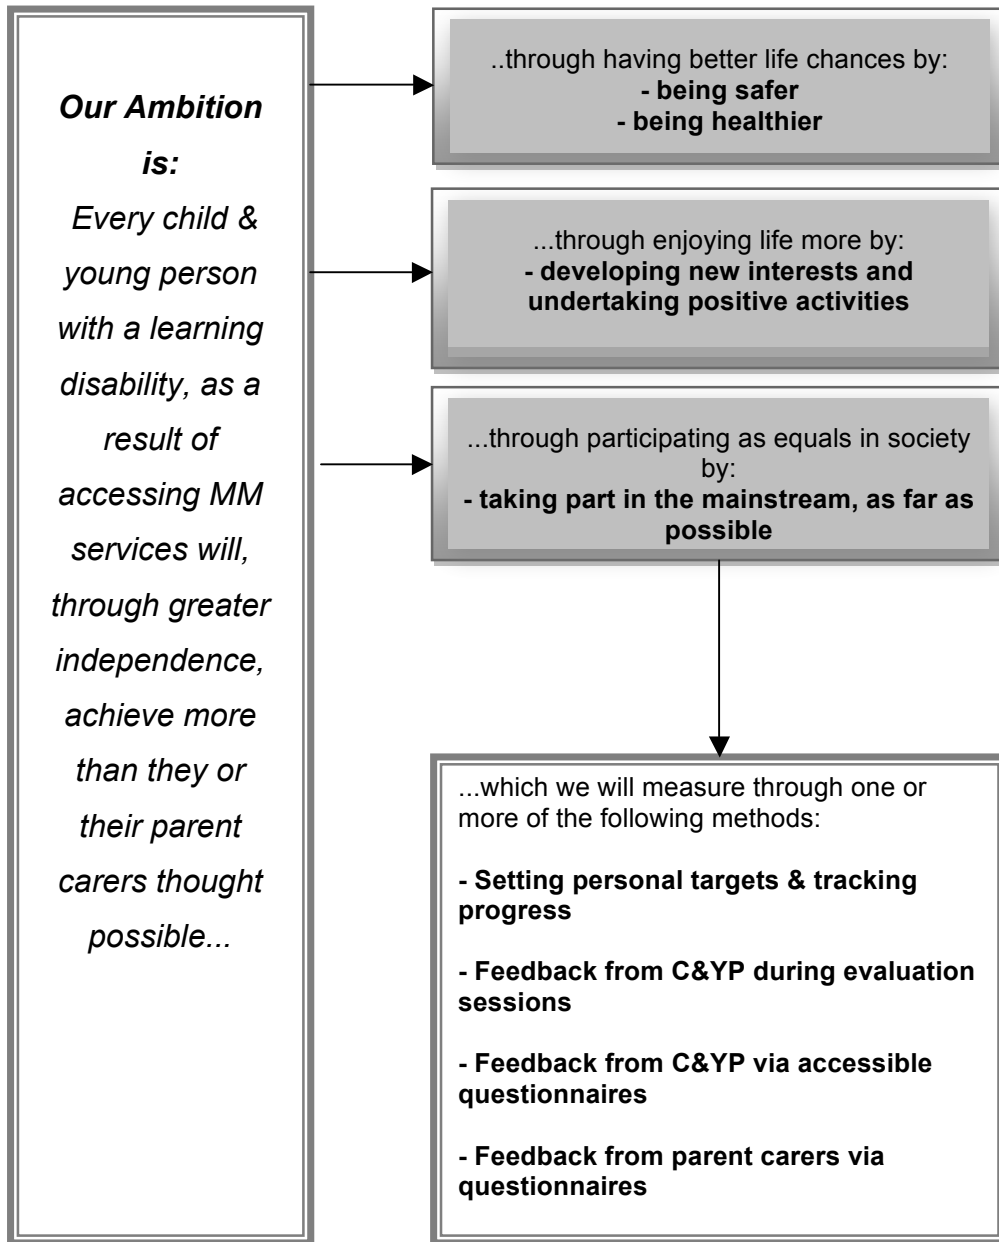 Our Ambition
is:
Every child &
young person
with a learning
disability, as a
result of
accessing MM
services will,
through greater
independence,
achieve more
than they or
their parent
carers thought
possible...
..through having better life chances by:
- being safer
- being healthier
...through enjoying life more by:
- developing new interests and
undertaking positive activities
...through participating as equals in society
by:
- taking part in the mainstream, as far as
possible
...which we will measure through one or
more of the following methods:
- Setting personal targets & tracking
progress
- Feedback from C&YP during evaluation
sessions
- Feedback from C&YP via accessible
questionnaires
- Feedback from parent carers via
questionnaires